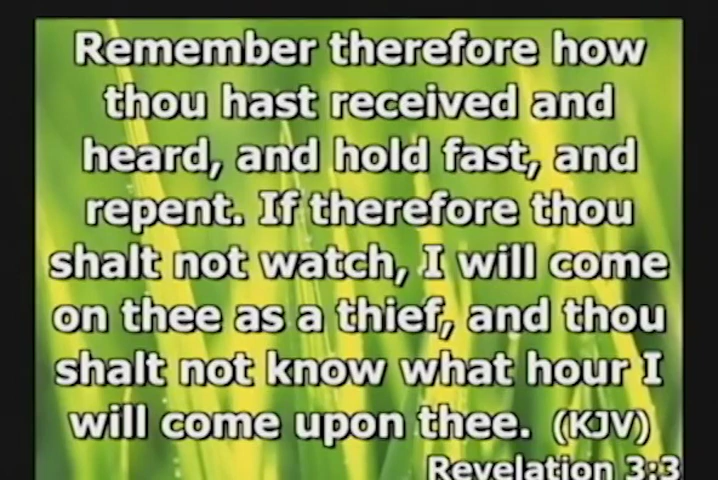 Remember therefore how
thou hast received and
heard, and hold fast, and
repent. If therefore thou
shalt not watch, I will come
on thee as a thief, and thou
shalt not know what hour I
will come upon thee. (KJV)
Revelation 3:3